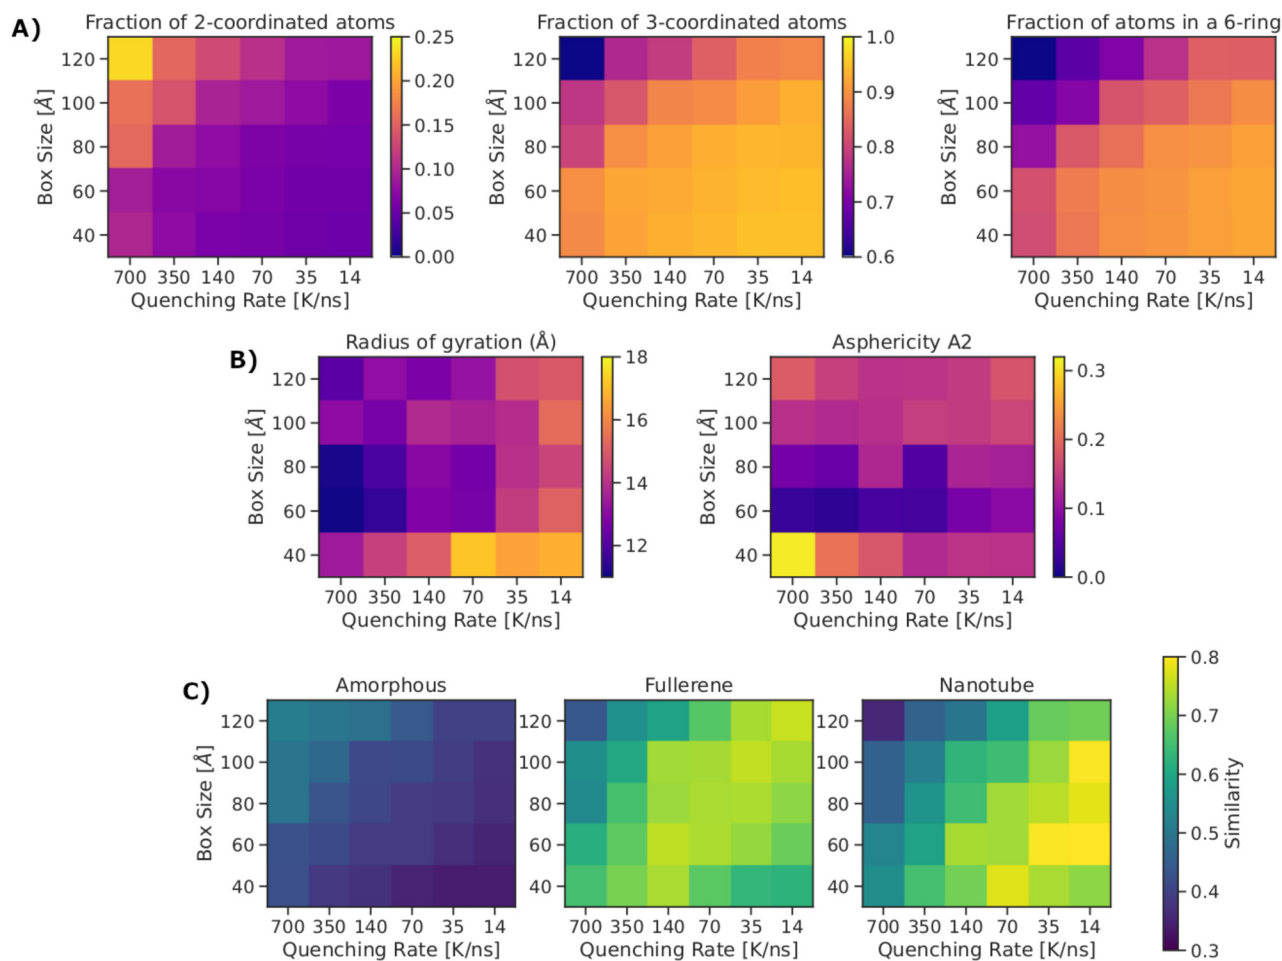 A)
Fraction of 2-coordinated atoms
Box Size [Å]
120
100
80
60
40
700 350 140 70 35 14
Quenching Rate [K/ns]
0.25
0.20
0.15
0.10
0.05
0.00
Fraction of 3-coordinated atoms
Box Size [Å]
120
100
80
60
40
700 350 140 70 35 14
Quenching Rate [K/ns]
1.0
0.9
0.8
0.7
0.6
Fraction of atoms in a 6-ring
Box Size [Å]
120
100
80
60
40
700 350 140 70 35 14
Quenching Rate [K/ns]
B)
Radius of gyration (Å)
Box Size [Å]
120
100
80
60
40
700 350 140 70 35 14
Quenching Rate [K/ns]
18
16
14
12
Asphericity A2
Box Size [Å]
120
100
80
60
40
700 350 140 70 35 14
Quenching Rate [K/ns]
0.3
0.2
0.1
0.0
C)
Amorphous
Box Size [Å]
120
100
80
60
40
700 350 140 70 35 14
Quenching Rate [K/ns]
Fullerene
120
100
80
60
40
700 350 140 70 35 14
Quenching Rate [K/ns]
Nanotube
120
100
80
60
40
700 350 140 70 35 14
Quenching Rate [K/ns]
0.8
0.7
0.6
0.5
0.4
0.3
Similarity